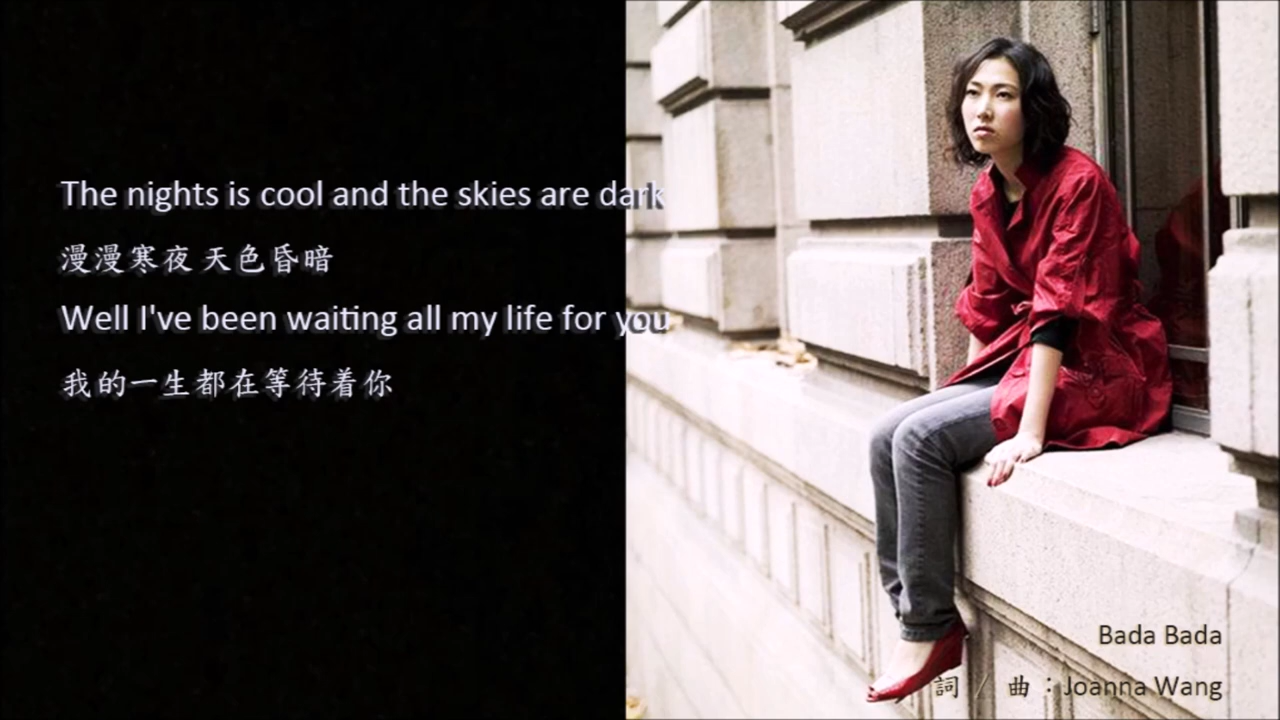 The nights is cool and the skies are dark
漫漫寒夜 天色昏暗
Well I've been waiting all my life for you
我的一生都在等待着你
Bada Bada
詞 / 曲：Joanna Wang